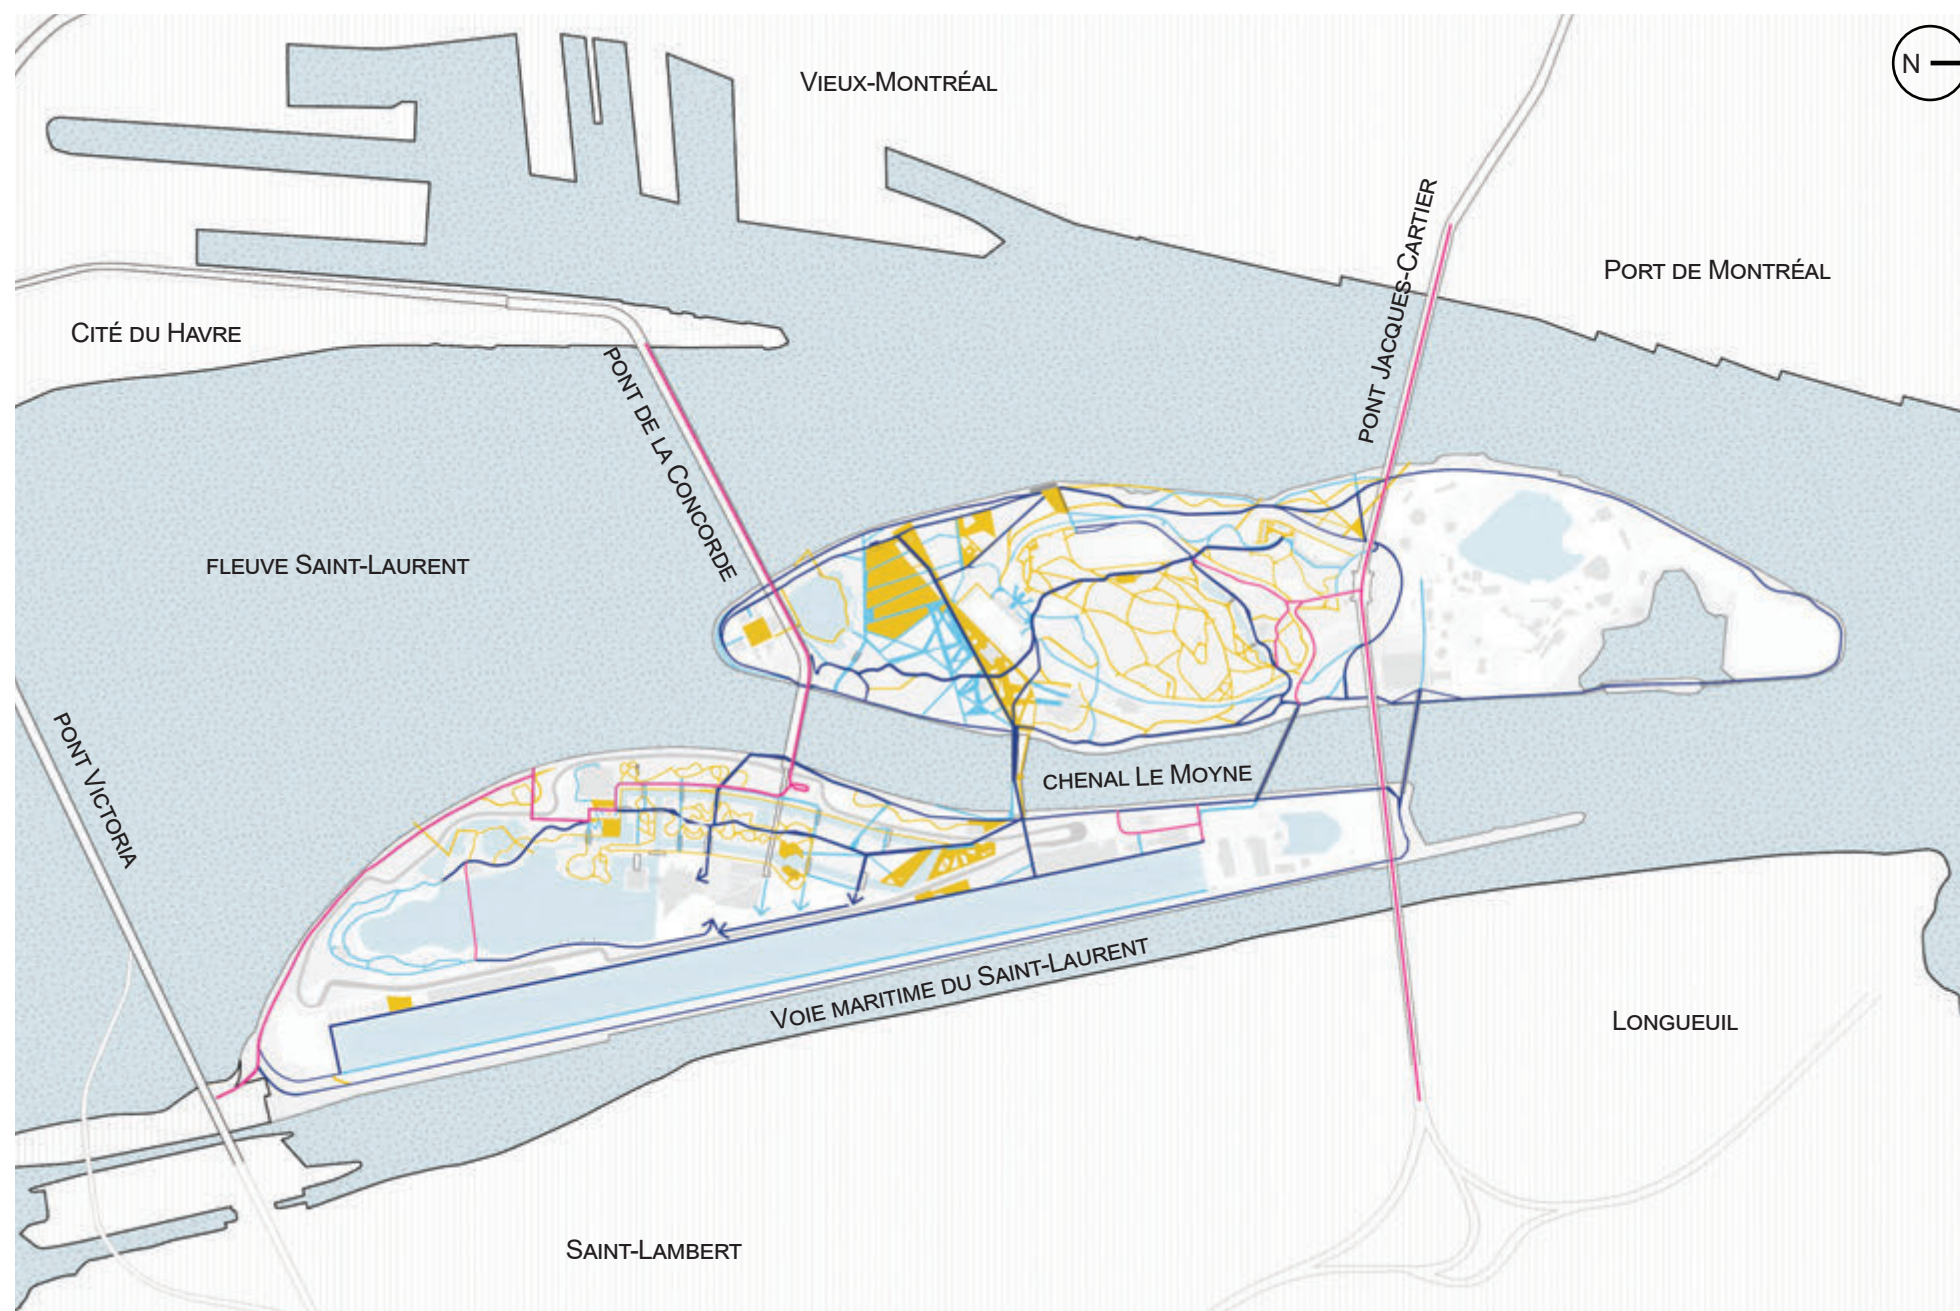 VIEUX-MONTRÉAL
N
PORT DE MONTRÉAL
PONT JACQUES-CARTIER
CITÉ DU HAVRE
PONT DE LA CONCORDE
FLEUVE SAINT-LAURENT
PONT VICTORIA
CHENAL LE MOYNE
VOIE MARITIME DU SAINT-LAURENT
LONGUEUIL
SAINT-LAMBERT